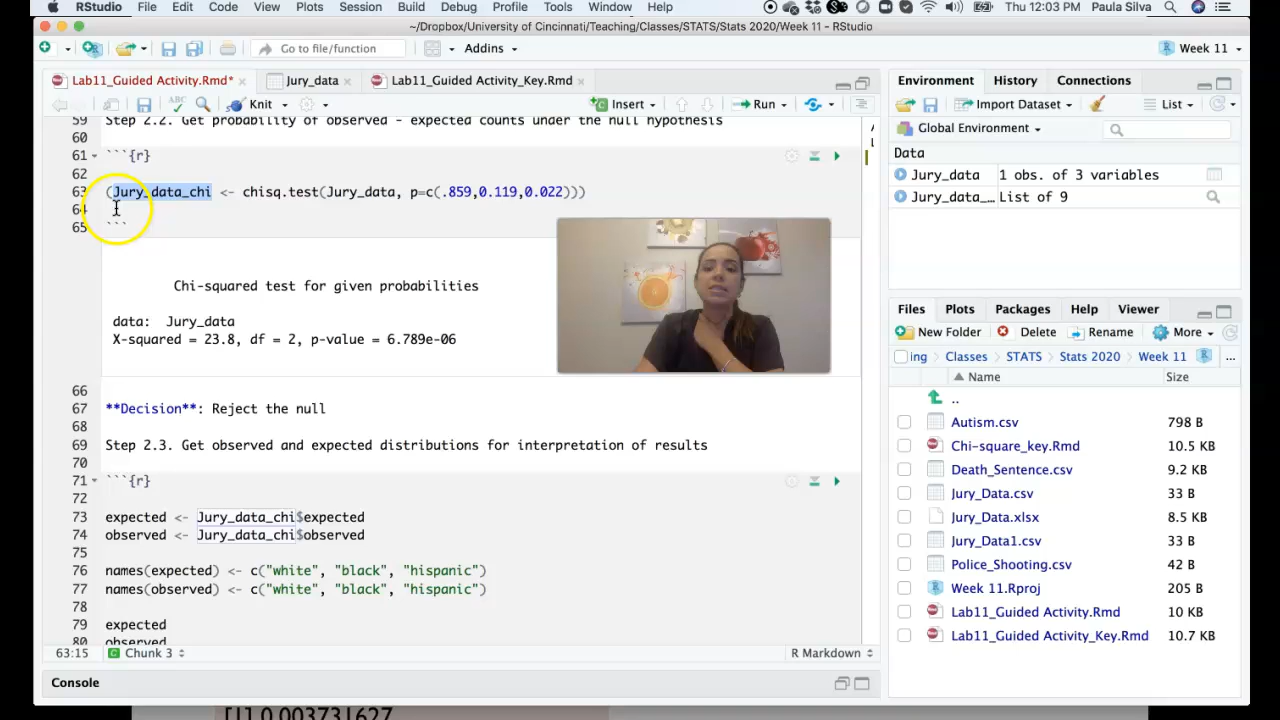 RStudio File Edit Code View Plots Session Build Debug Profile Tools Window Help Thu 12:03 PM Paula Silva
~/Dropbox/University of Cincinnati/Teaching/Classes/STATS/Stats 2020/Week 11 - RStudio
Go to file/function Addins Week 11
Lab11_Guided Activity.Rmd* Jury_data Lab11_Guided Activity_Key.Rmd
Knit Insert Run
59 Step 2.2. Get probability of observed - expected counts under the null hypothesis
60
61 ```{r}
62
63 (Jury_data_chi <- chisq.test(Jury_data, p=c(.859,0.119,0.022)))
64
65 ```
Chi-squared test for given probabilities
data: Jury_data
X-squared = 23.8, df = 2, p-value = 6.789e-06
66
67 **Decision**: Reject the null
68
69 Step 2.3. Get observed and expected distributions for interpretation of results
70
71 ```{r}
72
73 expected <- Jury_data_chi$expected
74 observed <- Jury_data_chi$observed
75
76 names(expected) <- c("white", "black", "hispanic")
77 names(observed) <- c("white", "black", "hispanic")
78
79 expected
80 observed
63:15 Chunk 3 R Markdown
Console
Environment History Connections
Import Dataset List
Global Environment
Data
Jury_data 1 obs. of 3 variables
Jury_data_... List of 9
Files Plots Packages Help Viewer
New Folder Delete Rename More
ing Classes STATS Stats 2020 Week 11 ...
Name Size
..
Autism.csv 798 B
Chi-square_key.Rmd 10.5 KB
Death_Sentence.csv 9.2 KB
Jury_Data.csv 33 B
Jury_Data.xlsx 8.5 KB
Jury_Data1.csv 33 B
Police_Shooting.csv 42 B
Week 11.Rproj 205 B
Lab11_Guided Activity.Rmd 10 KB
Lab11_Guided Activity_Key.Rmd 10.7 KB
[1] 0.003731627